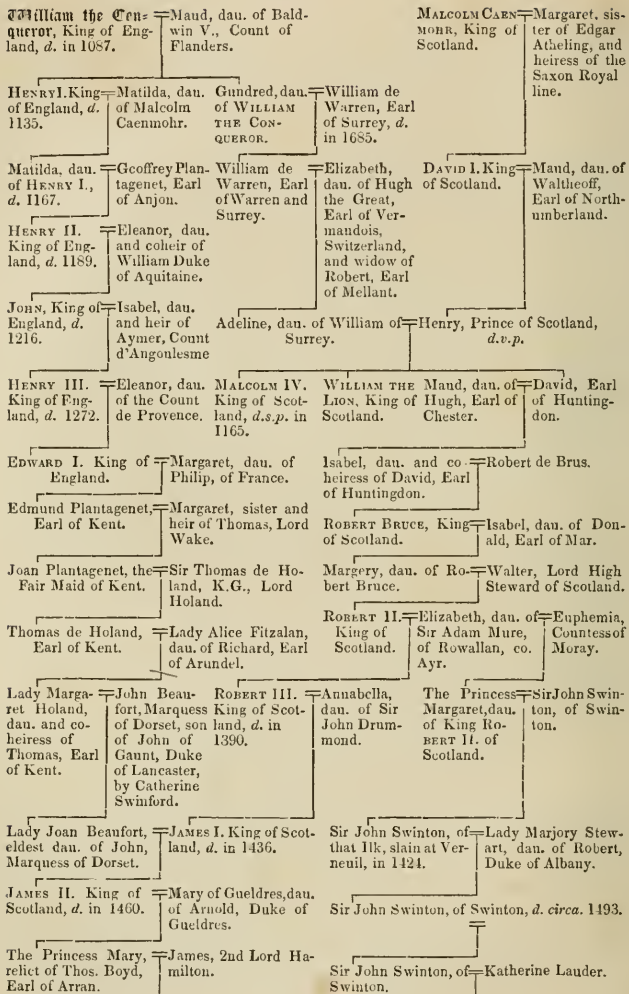 William the Con-
queror, King of Eng-
land, d. in 1087.
Maud, dau. of Bald-
win V., Count of
Flanders.
MALCOLM CAEN-
MOHR, King of
Scotland.
Margaret, sis-
ter of Edgar
Atheling, and
heiress of the
Saxon Royal
line.
HENRY I. King
of England, d.
1135.
Matilda, dau.
of Malcolm
Caenmohr.
Gundred, dau.
of WILLIAM
THE CON-
QUEROR.
William de
Warren, Earl
of Surrey, d.
in 1685.
Matilda, dau.
of HENRY I.,
d. 1167.
Geoffrey Plan-
tagenet, Earl
of Anjon.
William de
Warren, Earl
of Warren and
Surrey.
Elizabeth,
dau. of Hugh
the Great,
Earl of Ver-
mandois,
Switzerland,
and widow of
Robert, Earl
of Mellant.
DAVID I. King
of Scotland.
Maud, dau. of
Waltheoff,
Earl of North-
umberland.
HENRY II.
King of Eng-
land, d. 1189.
Eleanor, dau.
and coheir of
William Duke
of Aquitaine.
JOHN, King of
England, d.
1216.
Isabel, dau.
and heir of
Aymer, Count
d'Angoulesme
Adeline, dau. of William of
Surrey.
Henry, Prince of Scotland,
d.v.p.
HENRY III.
King of Eng-
land, d. 1272.
Eleanor, dau.
of the Count
de Provence.
MALCOLM IV.
King of Scot-
land, d.s.p. in
1165.
WILLIAM THE
LION, King of
Scotland.
Maud, dau. of
Hugh, Earl of
Chester.
David, Earl
of Hunting-
don.
EDWARD I. King of
England.
Margaret, dau. of
Philip, of France.
Isabel, dau. and co-
heiress of David, Earl
of Huntingdon.
Robert de Brus.
Edmund Plantagenet,
Earl of Kent.
Margaret, sister and
heir of Thomas, Lord
Wake.
ROBERT BRUCE, King
of Scotland.
Isabel, dau. of Don-
ald, Earl of Mar.
Joan Plantagenet, the
Fair Maid of Kent.
Sir Thomas de Ho-
land, K.G., Lord
Holand.
Margery, dau. of Ro-
bert Bruce.
Walter, Lord High
Steward of Scotland.
Thomas de Holand,
Earl of Kent.
Lady Alice Fitzalan,
dau. of Richard, Earl
of Arundel.
ROBERT II.
King of
Scotland.
Elizabeth, dau. of
Sir Adam Mure,
of Rowallan, co.
Ayr.
Euphemia,
Countess of
Moray.
Lady Marga-
ret Holand,
dau. and co-
heiress of
Thomas, Earl
of Kent.
John Beau-
fort, Marquess
of Dorset, son
of John of
Gaunt, Duke
of Lancaster,
by Catherine
Swinford.
ROBERT III.
King of Scot-
land, d. in
1390.
Annabella,
dau. of Sir
John Drum-
mond.
The Princess
Margaret, dau.
of King Ro-
BERT II. of
Scotland.
Sir John Swin-
ton, of Swin-
ton.
Lady Joan Beaufort,
eldest dau. of John,
Marquess of Dorset.
JAMES I. King of Scot-
land, d. in 1436.
Sir John Swinton, of
that Ilk, slain at Ver-
neuil, in 1424.
Lady Marjory Stew-
art, dau. of Robert,
Duke of Albany.
JAMES II. King of
Scotland, d. in 1460.
Mary of Gueldres, dau.
of Arnold, Duke of
Gueldres.
Sir John Swinton, of Swinton, d. circa. 1493.
The Princess Mary,
relict of Thos. Boyd,
Earl of Arran.
James, 2nd Lord Ha-
milton.
Sir John Swinton, of
Swinton.
Katherine Lauder.